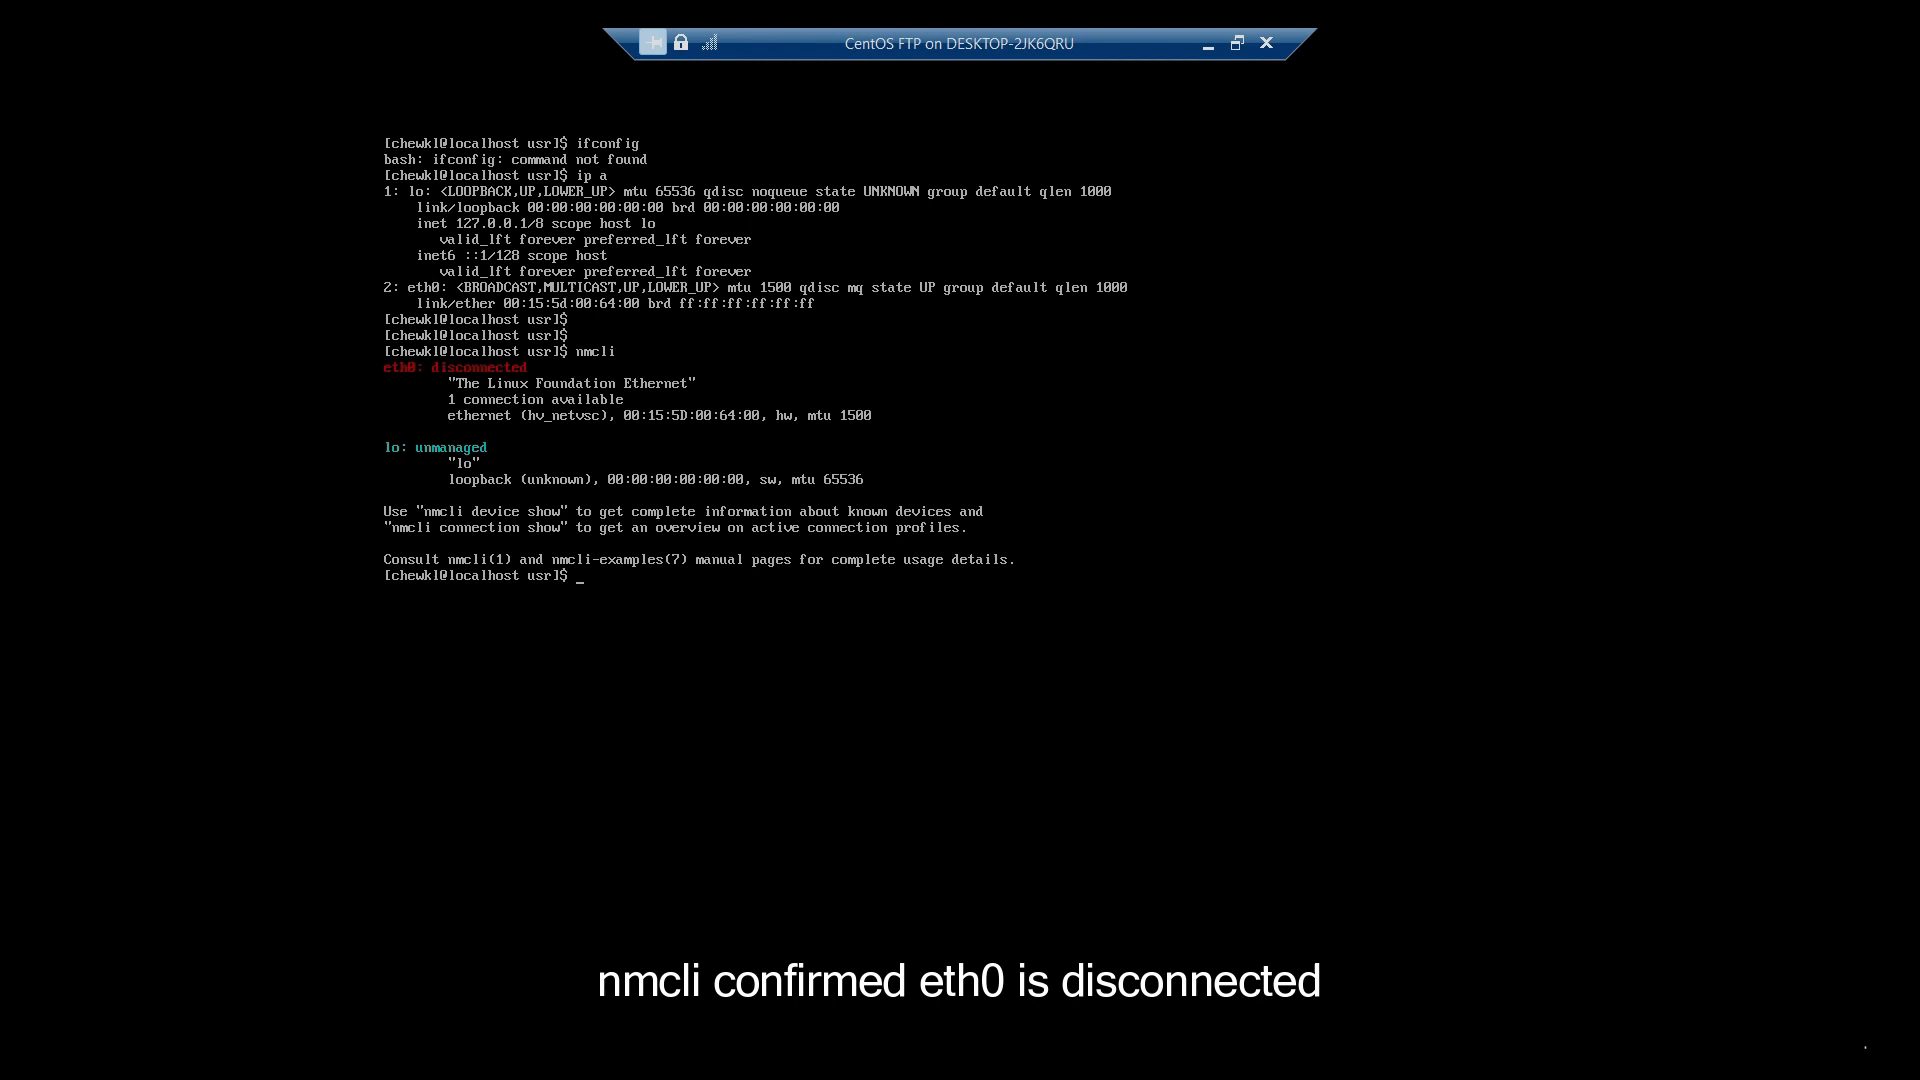 CentOS FTP on DESKTOP-2JK6QRU
[chewkl@localhost usr]$ ifconfig
bash: ifconfig: command not found
[chewkl@localhost usr]$ ip a
1: lo: <LOOPBACK,UP,LOWER_UP> mtu 65536 qdisc noqueue state UNKNOWN group default qlen 1000
    link/loopback 00:00:00:00:00:00 brd 00:00:00:00:00:00
    inet 127.0.0.1/8 scope host lo
       valid_lft forever preferred_lft forever
    inet6 ::1/128 scope host
       valid_lft forever preferred_lft forever
2: eth0: <BROADCAST,MULTICAST,UP,LOWER_UP> mtu 1500 qdisc mq state UP group default qlen 1000
    link/ether 00:15:5d:00:64:00 brd ff:ff:ff:ff:ff:ff
[chewkl@localhost usr]$
[chewkl@localhost usr]$
[chewkl@localhost usr]$ nmcli
eth0: disconnected
        "The Linux Foundation Ethernet"
        1 connection available
        ethernet (hv_netvsc), 00:15:5D:00:64:00, hw, mtu 1500
lo: unmanaged
        "lo"
        loopback (unknown), 00:00:00:00:00:00, sw, mtu 65536
Use "nmcli device show" to get complete information about known devices and
"nmcli connection show" to get an overview on active connection profiles.
Consult nmcli(1) and nmcli-examples(7) manual pages for complete usage details.
[chewkl@localhost usr]$ _
nmcli confirmed eth0 is disconnected